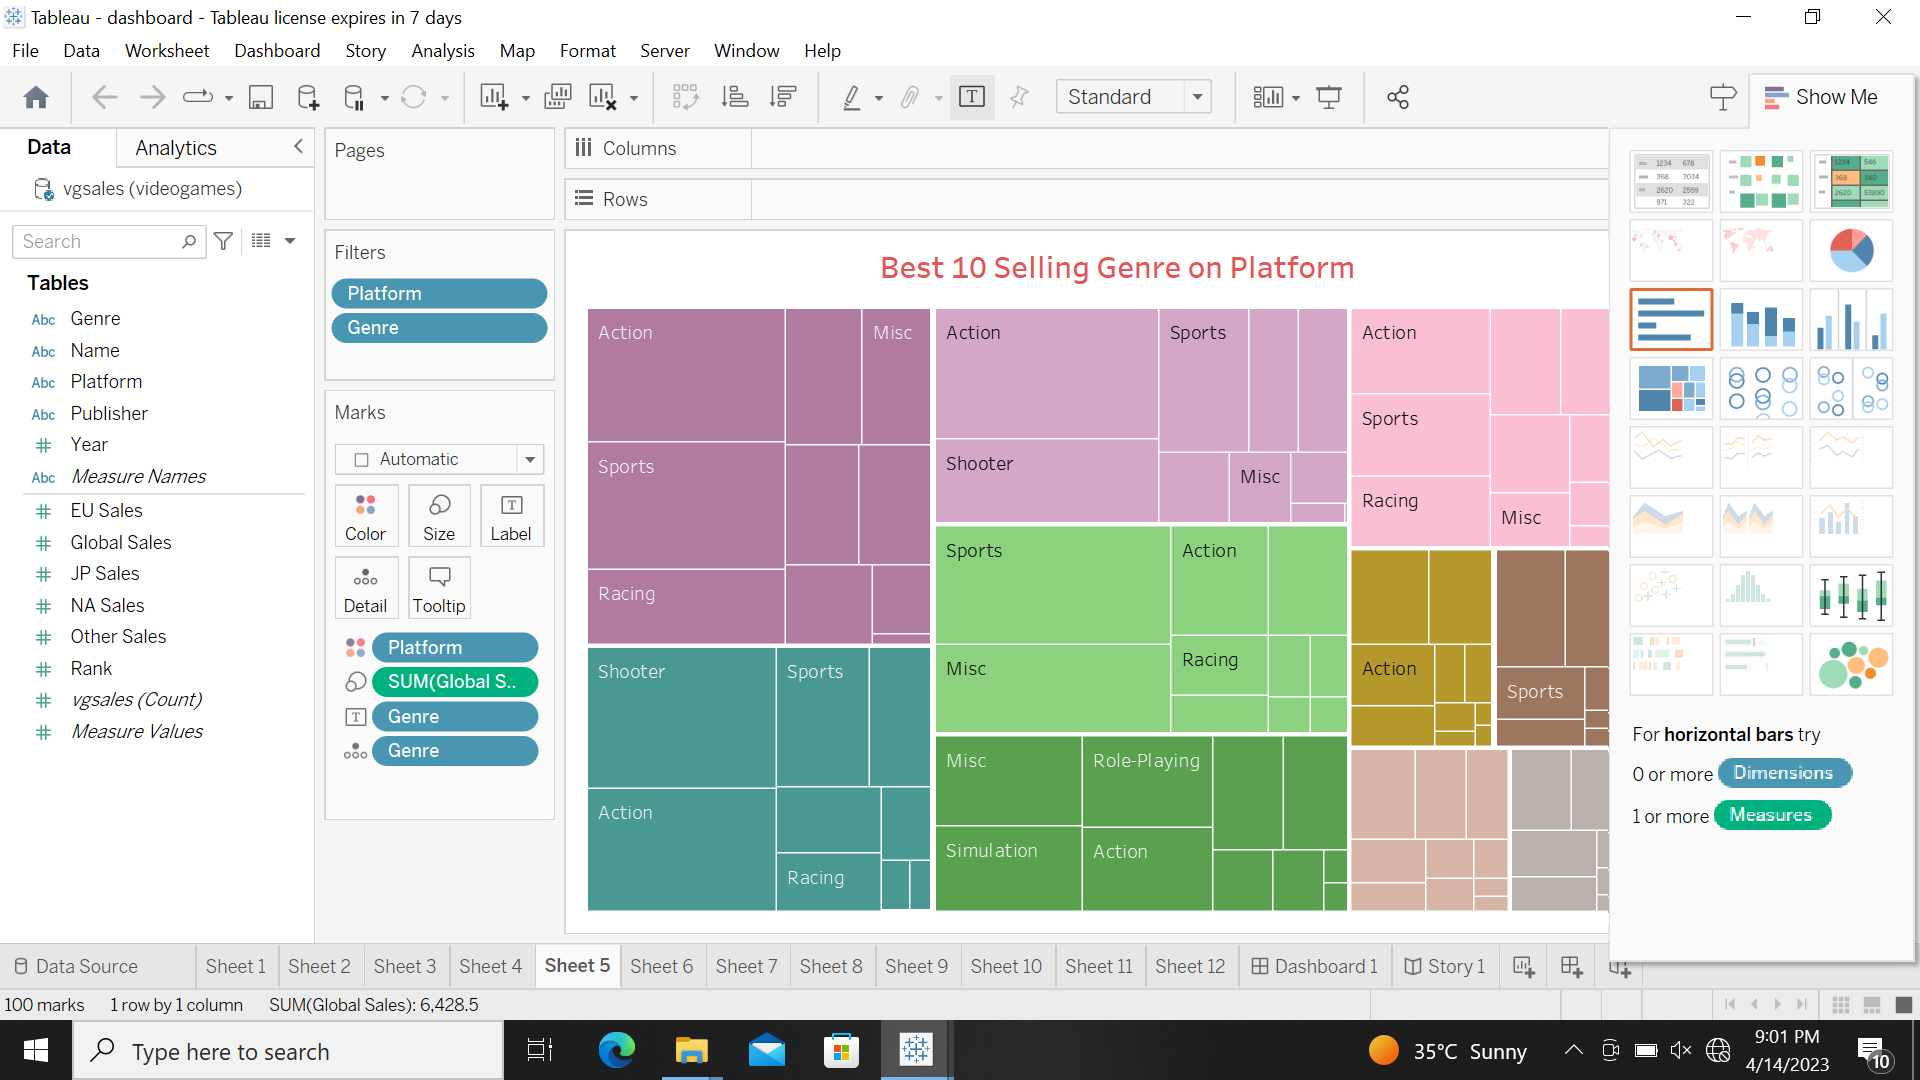 Tableau - dashboard - Tableau license expires in 7 days
File Data Worksheet Dashboard Story Analysis Map Format Server Window Help
Standard
Show Me
Data Analytics
vgsales (videogames)
Search
Tables
Abc Genre
Abc Name
Abc Platform
Abc Publisher
Year
Abc Measure Names
EU Sales
Global Sales
JP Sales
NA Sales
Other Sales
Rank
vgsales (Count)
Measure Values
Pages
Filters
Platform
Genre
Marks
Automatic
Color Size Label
Detail Tooltip
Platform
SUM(Global S..
Genre
Genre
Columns
Rows
Best 10 Selling Genre on Platform
Action Misc
Sports
Racing
Shooter Sports
Action
Racing
Action Sports
Shooter Misc
Sports Action
Misc Racing
Misc Role-Playing
Simulation Action
Action
Sports
Racing Misc
Action
Sports
1234 678
368 3034
2620 2559
971 322
1234 546
368 340
2620 53890
For horizontal bars try
0 or more Dimensions
1 or more Measures
Data Source Sheet 1 Sheet 2 Sheet 3 Sheet 4 Sheet 5 Sheet 6 Sheet 7 Sheet 8 Sheet 9 Sheet 10 Sheet 11 Sheet 12 Dashboard 1 Story 1
100 marks 1 row by 1 column SUM(Global Sales): 6,428.5
Type here to search
35°C Sunny
9:01 PM
4/14/2023
10